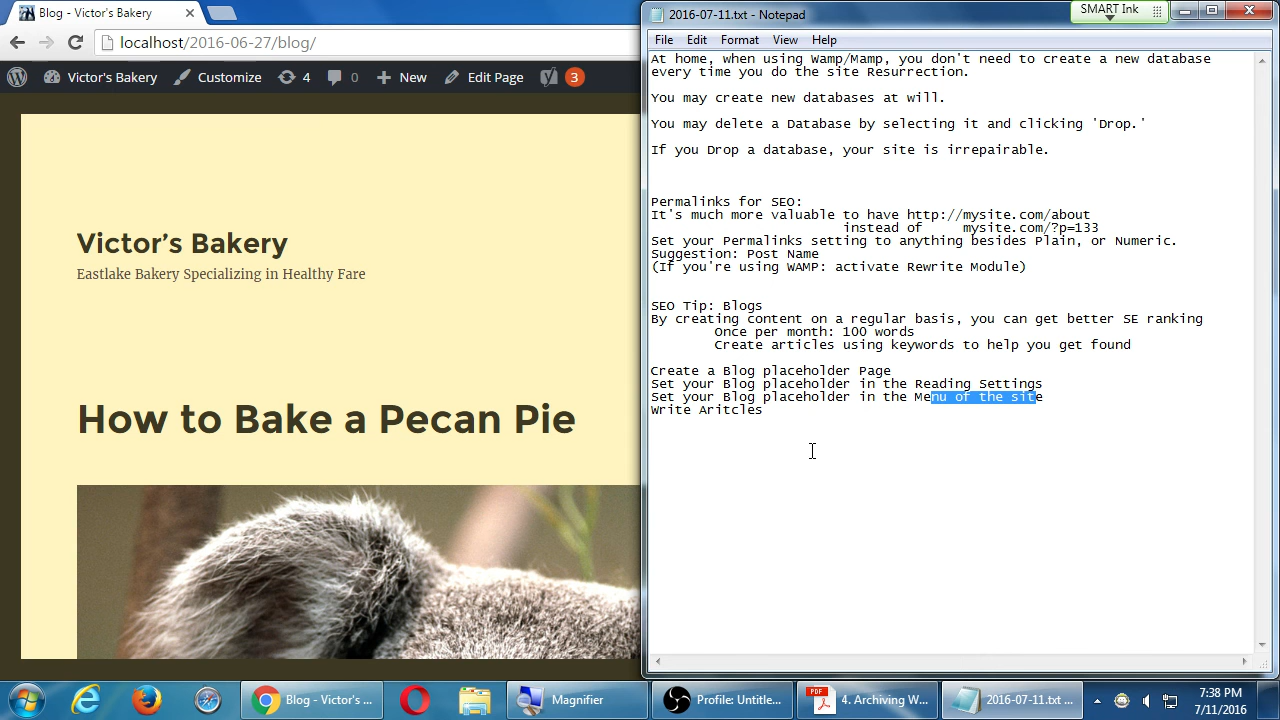 Blog - Victor's Bakery
localhost/2016-06-27/blog/
Victor's Bakery
Customize
4
0
New
Edit Page
3
Victor's Bakery
Eastlake Bakery Specializing in Healthy Fare
How to Bake a Pecan Pie
2016-07-11.txt - Notepad
SMART Ink
File Edit Format View Help
At home, when using Wamp/Mamp, you don't need to create a new database
every time you do the site Resurrection.
You may create new databases at will.
You may delete a Database by selecting it and clicking 'Drop.'
If you Drop a database, your site is irrepairable.
Permalinks for SEO:
It's much more valuable to have http://mysite.com/about
instead of mysite.com/?p=133
Set your Permalinks setting to anything besides Plain, or Numeric.
Suggestion: Post Name
(If you're using WAMP: activate Rewrite Module)
SEO Tip: Blogs
By creating content on a regular basis, you can get better SE ranking
Once per month: 100 words
Create articles using keywords to help you get found
Create a Blog placeholder Page
Set your Blog placeholder in the Reading Settings
Set your Blog placeholder in the Menu of the site
Write Aritcles
Blog - Victor's ...
Magnifier
Profile: Untitle...
PDF
4. Archiving W...
2016-07-11.txt ...
7:38 PM
7/11/2016